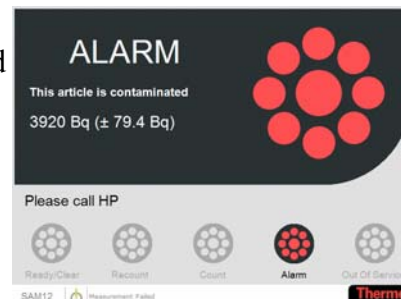 d
ALARM
This article is contaminated
3920 Bq (± 79.4 Bq)
Please call HP
Ready/Clear Recount Count Alarm Out Of Service
SAM12 Measurement Failed Thermo